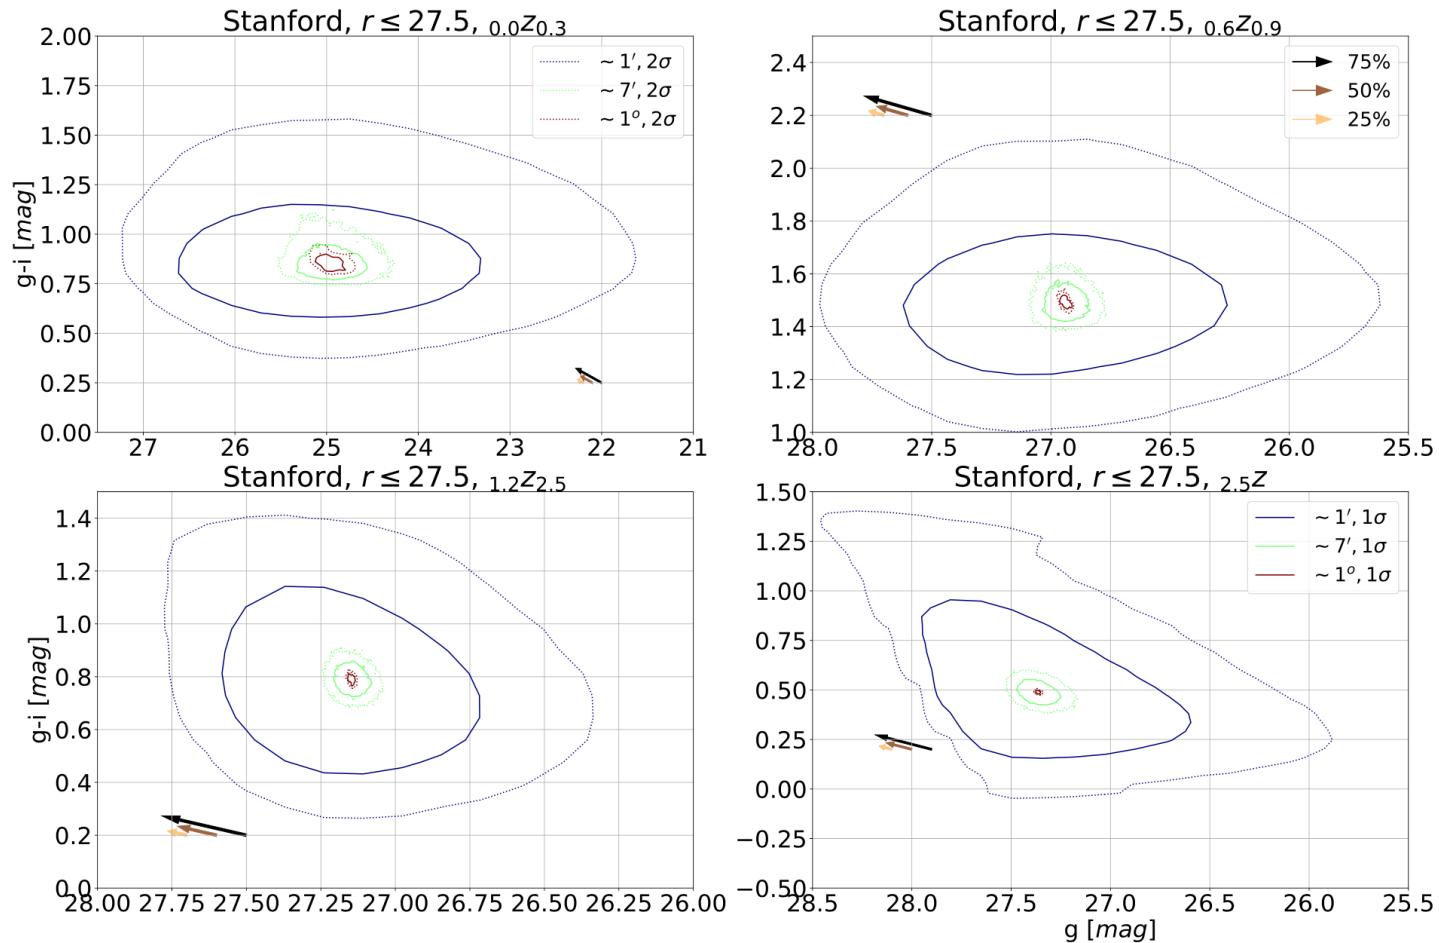 Stanford, r ≤ 27.5, 0.0z0.3
2.00
1.75
1.50
1.25
1.00
0.75
0.50
0.25
0.00
g-i [mag]
27 26 25 24 23 22 21
~ 1′, 2σ
~ 7′, 2σ
~ 1°, 2σ
Stanford, r ≤ 27.5, 0.6z0.9
2.4
2.2
2.0
1.8
1.6
1.4
1.2
1.0
28.0 27.5 27.0 26.5 26.0 25.5
75%
50%
25%
Stanford, r ≤ 27.5, 1.2z2.5
1.4
1.2
1.0
0.8
0.6
0.4
0.2
0.0
g-i [mag]
28.00 27.75 27.50 27.25 27.00 26.75 26.50 26.25 26.00
Stanford, r ≤ 27.5, 2.5z
1.50
1.25
1.00
0.75
0.50
0.25
0.00
−0.25
−0.50
28.5 28.0 27.5 27.0 26.5 26.0 25.5
~ 1′, 1σ
~ 7′, 1σ
~ 1°, 1σ
g [mag]